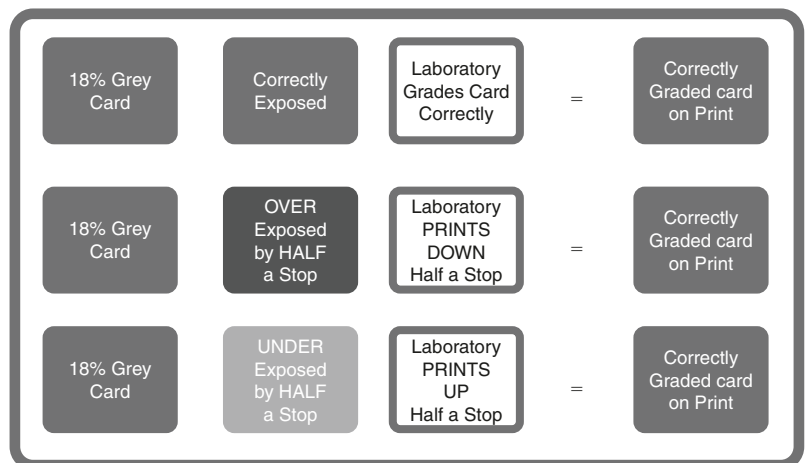 18% Grey
Card
Correctly
Exposed
Laboratory
Grades Card
Correctly
=
Correctly
Graded card
on Print
18% Grey
Card
OVER
Exposed
by HALF
a Stop
Laboratory
PRINTS
DOWN
Half a Stop
=
Correctly
Graded card
on Print
18% Grey
Card
UNDER
Exposed
by HALF
a Stop
Laboratory
PRINTS
UP
Half a Stop
=
Correctly
Graded card
on Print